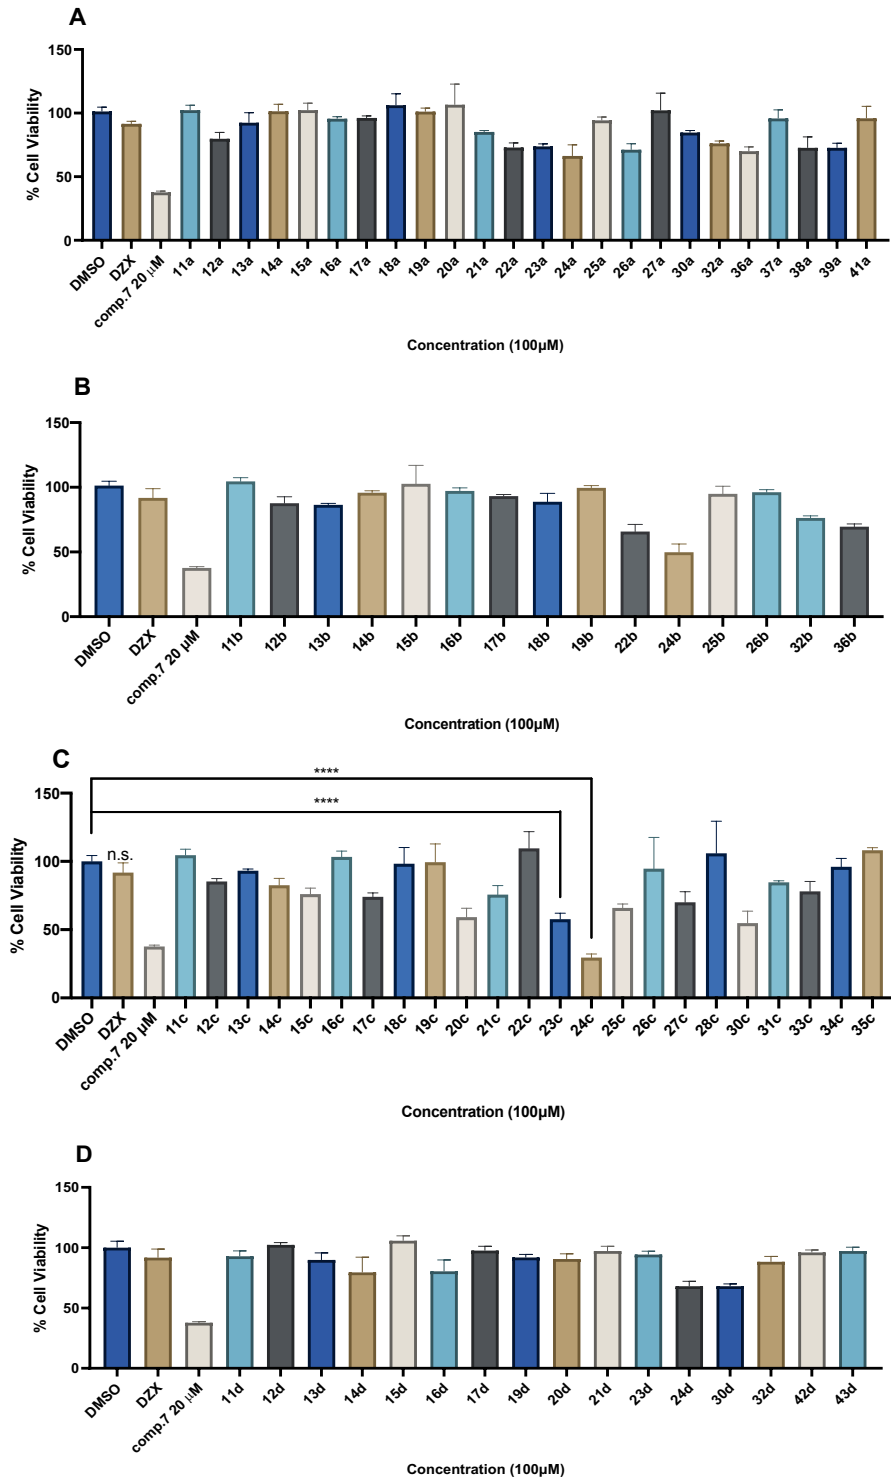 A
150
100
50
0
% Cell Viability
DMSO
DZX
comp.7 20 μM
11a
12a
13a
14a
15a
16a
17a
18a
19a
20a
21a
22a
23a
24a
25a
26a
27a
30a
32a
36a
37a
38a
39a
41a
Concentration (100μM)
B
150
100
50
0
% Cell Viability
DMSO
DZX
comp.7 20 μM
11b
12b
13b
14b
15b
16b
17b
18b
19b
22b
24b
25b
26b
32b
36b
Concentration (100μM)
C
****
****
n.s.
150
100
50
0
% Cell Viability
DMSO
DZX
comp.7 20 μM
11c
12c
13c
14c
15c
16c
17c
18c
19c
20c
21c
22c
23c
24c
25c
26c
27c
28c
30c
31c
33c
34c
35c
Concentration (100μM)
D
150
100
50
0
% Cell Viability
DMSO
DZX
comp.7 20 μM
11d
12d
13d
14d
15d
16d
17d
19d
20d
21d
23d
24d
30d
32d
42d
43d
Concentration (100μM)